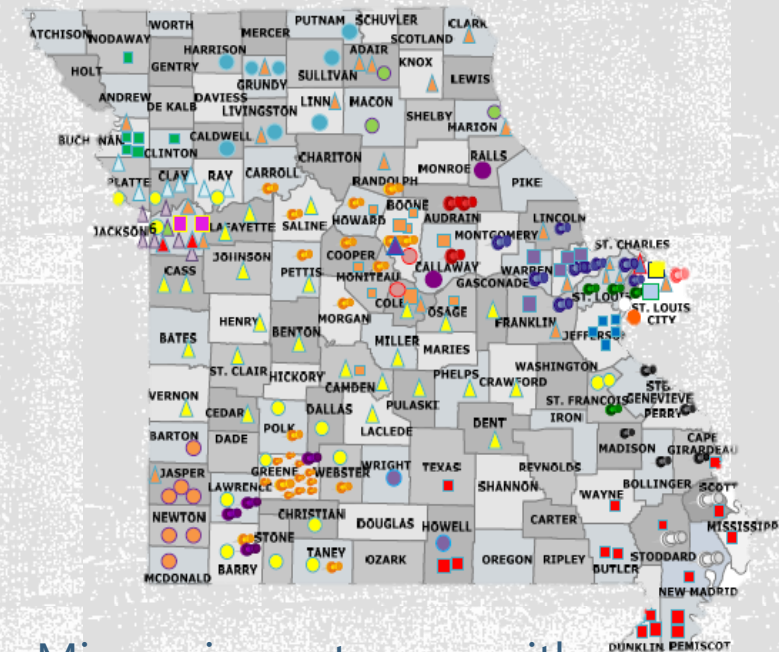 PUTNAM SCHUYLER
ATCHISON NODAWAY WORTH MERCER SCOTLAND CLARK
HARRISON ADAIR
HOLT GENTRY SULLIVAN KNOX LEWIS
GRUNDY
ANDREW DE KALB DAVIESS LINN MACON
LIVINGSTON SHELBY MARION
BUCHANAN CLINTON CALDWELL
CHARITON RALLS
PLATTE CLAY RAY CARROLL RANDOLPH MONROE PIKE
JACKSON LAFAYETTE SALINE HOWARD BOONE AUDRAIN LINCOLN
MONTGOMERY ST. CHARLES
CASS JOHNSON PETTIS COOPER CALLAWAY WARREN
MONITEAU GASCONADE ST. LOUIS
COLE OSAGE ST. LOUIS
CITY
HENRY BENTON MORGAN FRANKLIN JEFFERS
BATES MILLER MARIES
ST. CLAIR HICKORY CAMDEN PHELPS CRAWFORD WASHINGTON
VERNON CEDAR DALLAS PULASKI ST. FRANCOIS STE
GENEVIEVE
POLK LACLEDE DENT IRON PERRY
BARTON DADE MADISON CAPE
GIRARDEAU
JASPER GREENE WEBSTER WRIGHT TEXAS REYNOLDS BOLLINGER
LAWRENCE SHANNON WAYNE SCOTT
NEWTON CHRISTIAN DOUGLAS HOWELL CARTER MISSISSIPP
STONE STODDARD
MCDONALD BARRY TANEY OZARK OREGON RIPLEY BUTLER
NEW MADRID
DUNKLIN PEMISCOT